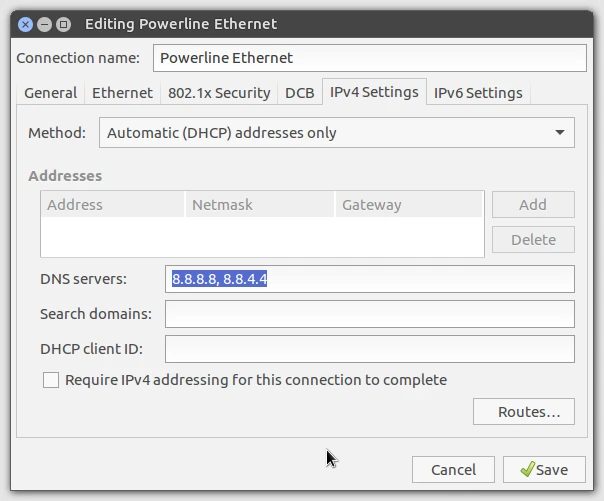 Editing Powerline Ethernet
Connection name: Powerline Ethernet
General Ethernet 802.1x Security DCB IPv4 Settings IPv6 Settings
Method: Automatic (DHCP) addresses only
Addresses
Address Netmask Gateway Add
Delete
DNS servers: 8.8.8.8, 8.8.4.4
Search domains:
DHCP client ID:
Require IPv4 addressing for this connection to complete
Routes...
Cancel Save